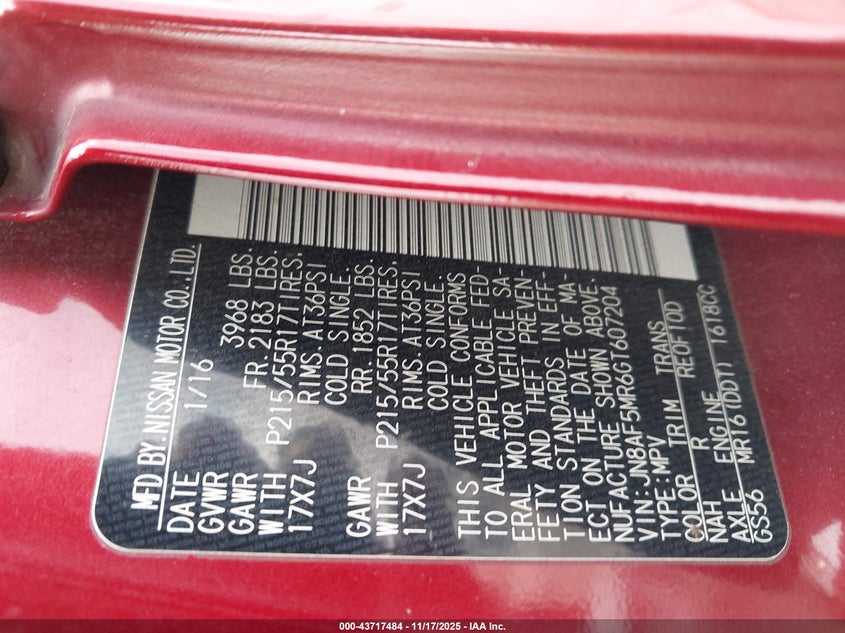 MFD BY.NISSAN MOTOR CO.,LTD.
DATE 1/16
GVWR 3968 LBS.
GAWR FR.2183 LBS.
WITH P215/55R17TIRES.
17X7J RIMS.AT36PSI
COLD SINGLE.
GAWR RR.1852 LBS.
WITH P215/55R17TIRES.
17X7J RIMS.AT36PSI
COLD SINGLE.
THIS VEHICLE CONFORMS
TO ALL APPLICABLE FED-
ERAL MOTOR VEHICLE SA-
FETY AND THEFT PREVEN-
TION STANDARDS IN EFF-
ECT ON THE DATE OF MA-
NUFACTURE SHOWN ABOVE.
VIN:JN8AF5MR6GT607204
TYPE:MPV
COLOR TRIM TRANS
NAH R RE0F10D
AXLE ENGINE
GS56 MR16(DDT) 1618CC
000-43717484 | 11/17/2025 - IAA Inc.